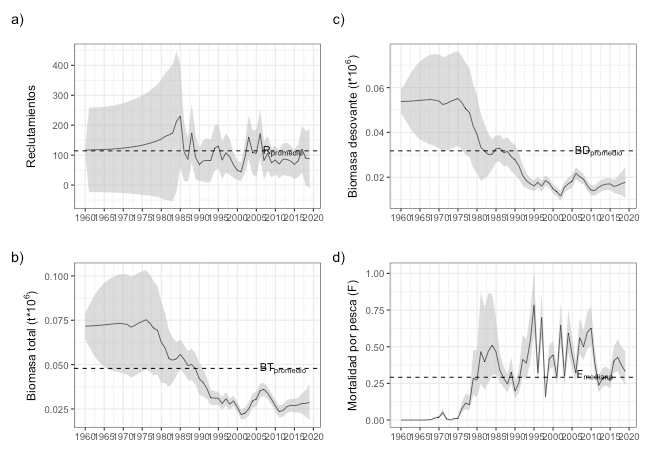 a)
Reclutamientos
400
300
200
100
0
R promedio
1960 1965 1970 1975 1980 1985 1990 1995 2000 2005 2010 2015 2020
c)
Biomasa desovante (t*10^6)
0.06
0.04
0.02
BD promedio
1960 1965 1970 1975 1980 1985 1990 1995 2000 2005 2010 2015 2020
b)
Biomasa total (t*10^6)
0.100
0.075
0.050
0.025
BT promedio
1960 1965 1970 1975 1980 1985 1990 1995 2000 2005 2010 2015 2020
d)
Mortalidad por pesca (F)
1.00
0.75
0.50
0.25
0.00
F
1960 1965 1970 1975 1980 1985 1990 1995 2000 2005 2010 2015 2020